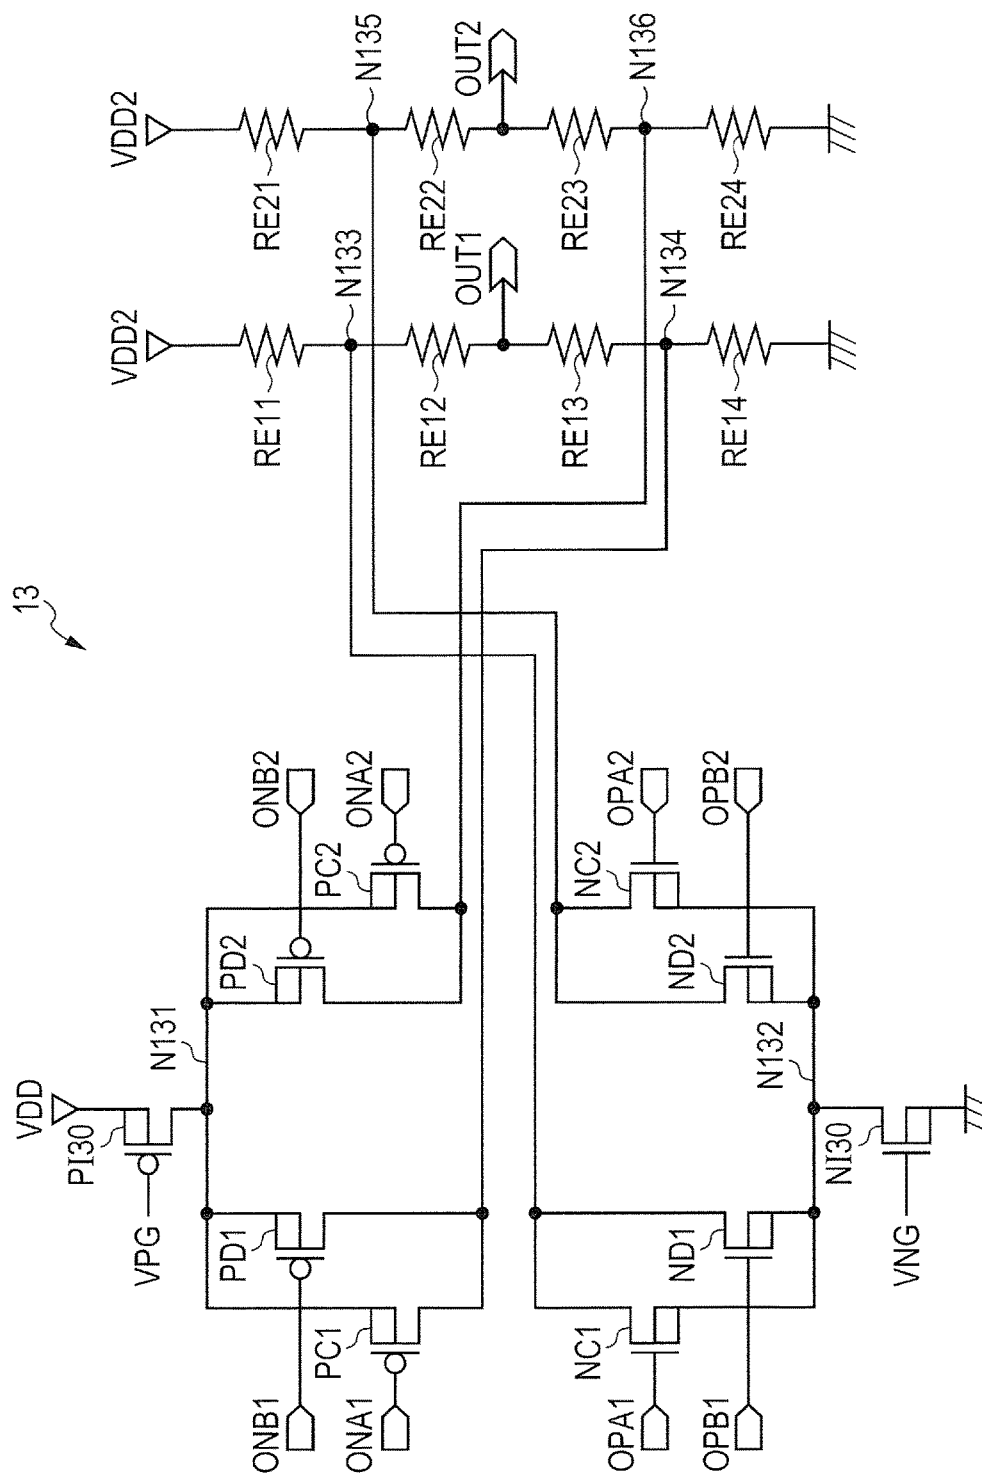 13
VDD
PI30
VPG
N131
PD1
PC1
PD2
PC2
ONB1
ONA1
ONB2
ONA2
OPA1
OPB1
OPA2
OPB2
NC1
ND1
NC2
ND2
N132
NI30
VNG
VDD2
RE11
N133
RE12
OUT1
RE13
N134
RE14
VDD2
RE21
N135
RE22
OUT2
RE23
N136
RE24